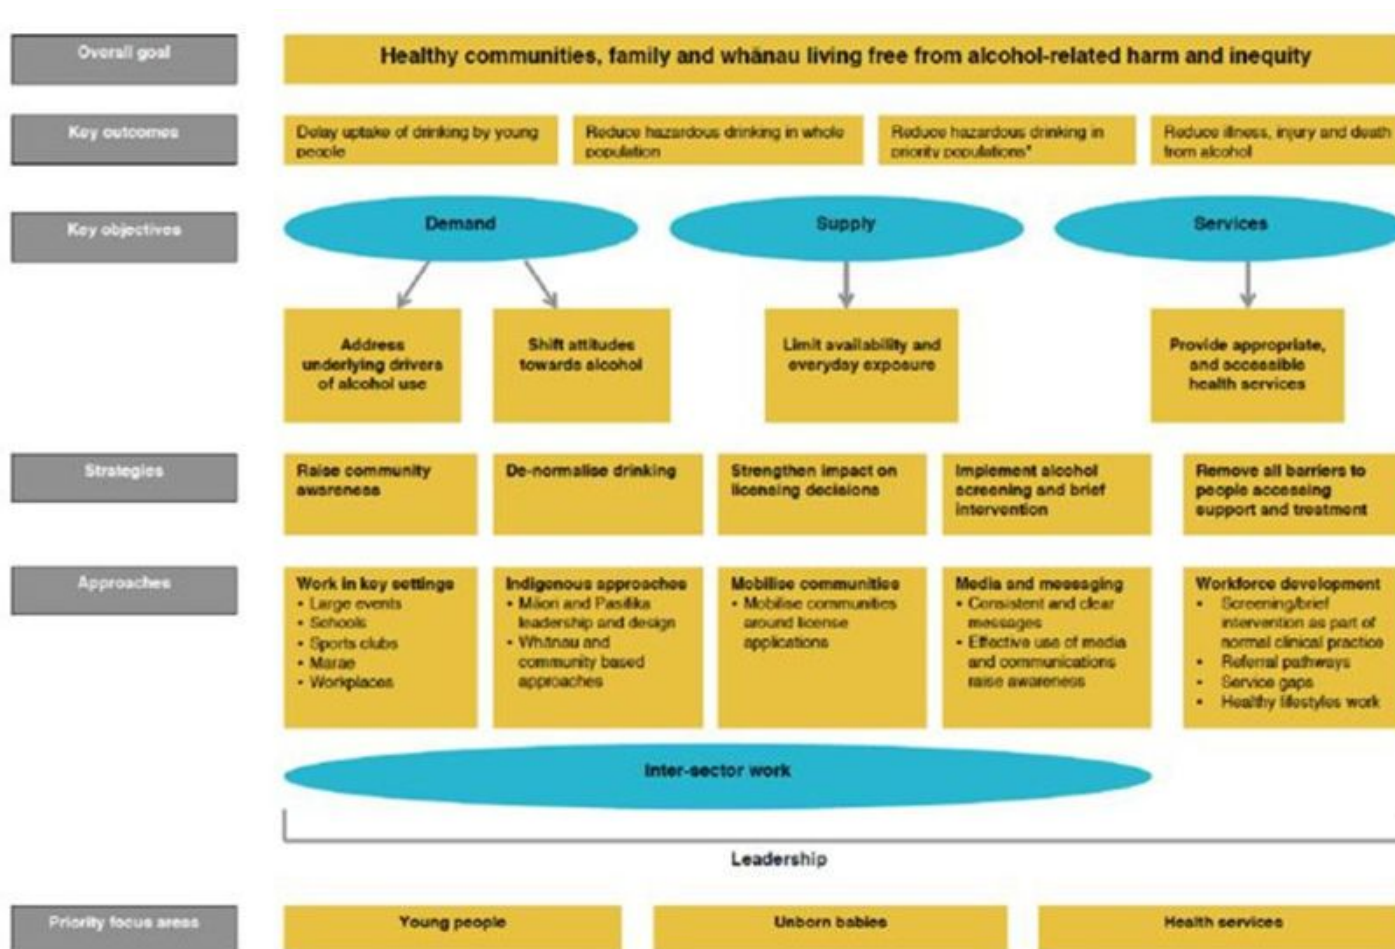 Overall goal
Healthy communities, family and whānau living free from alcohol-related harm and inequity
Key outcomes
Delay uptake of drinking by young
people
Reduce hazardous drinking in whole
population
Reduce hazardous drinking in
priority populations*
Reduce illness, injury and death
from alcohol
Key objectives
Demand
Supply
Services
Address
underlying drivers
of alcohol use
Shift attitudes
towards alcohol
Limit availability and
everyday exposure
Provide appropriate,
and accessible
health services
Strategies
Raise community
awareness
De-normalise drinking
Strengthen impact on
licensing decisions
Implement alcohol
screening and brief
intervention
Remove all barriers to
people accessing
support and treatment
Approaches
Work in key settings
• Large events
• Schools
• Sports clubs
• Marae
• Workplaces
Indigenous approaches
• Māori and Pasifika
leadership and design
• Whānau and
community based
approaches
Mobilise communities
• Mobilise communities
around license
applications
Media and messaging
• Consistent and clear
messages
• Effective use of media
and communications
raise awareness
Workforce development
• Screening/brief
intervention as part of
normal clinical practice
• Referral pathways
• Service gaps
• Healthy lifestyles work
Inter-sector work
Leadership
Priority focus areas
Young people
Unborn babies
Health services